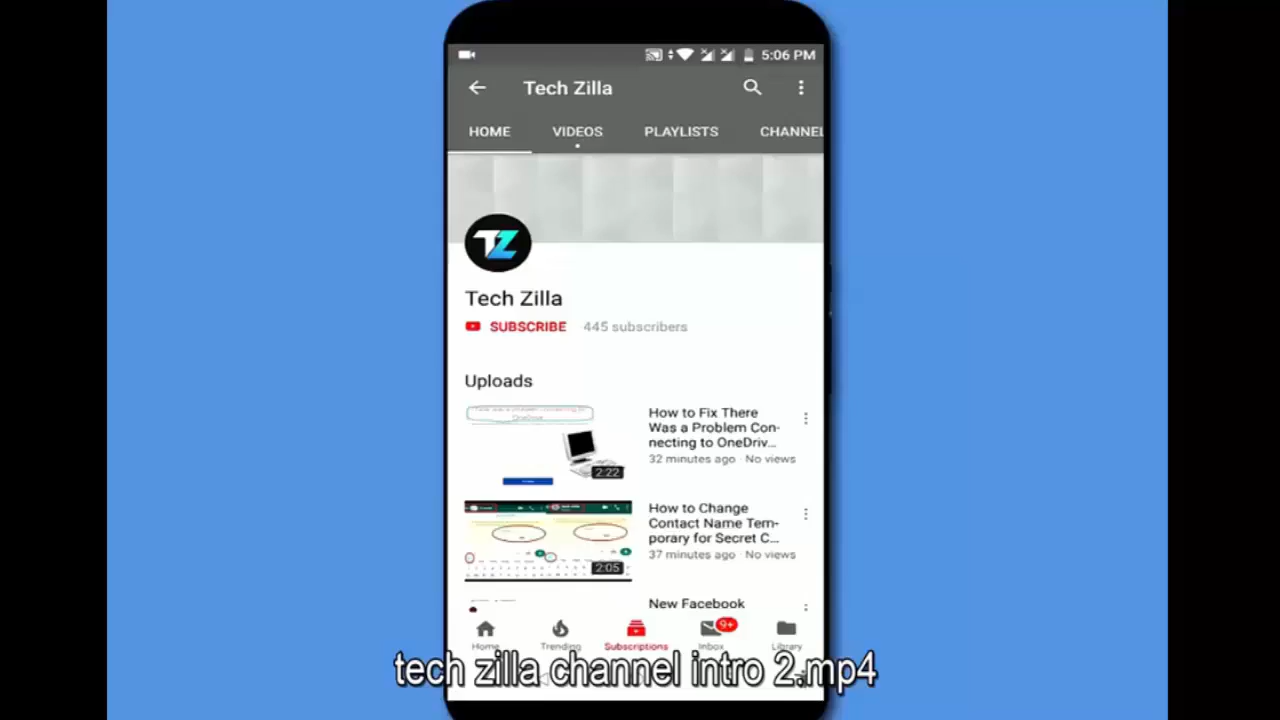 5:06 PM
Tech Zilla
HOME VIDEOS PLAYLISTS CHANNEL
TZ
Tech Zilla
SUBSCRIBE 445 subscribers
Uploads
How to Fix There
Was a Problem Con-
necting to OneDriv...
32 minutes ago · No views
2:22
How to Change
Contact Name Tem-
porary for Secret C...
37 minutes ago · No views
2:05
New Facebook
9+
Home Trending Subscriptions Inbox Library
tech zilla channel intro 2.mp4